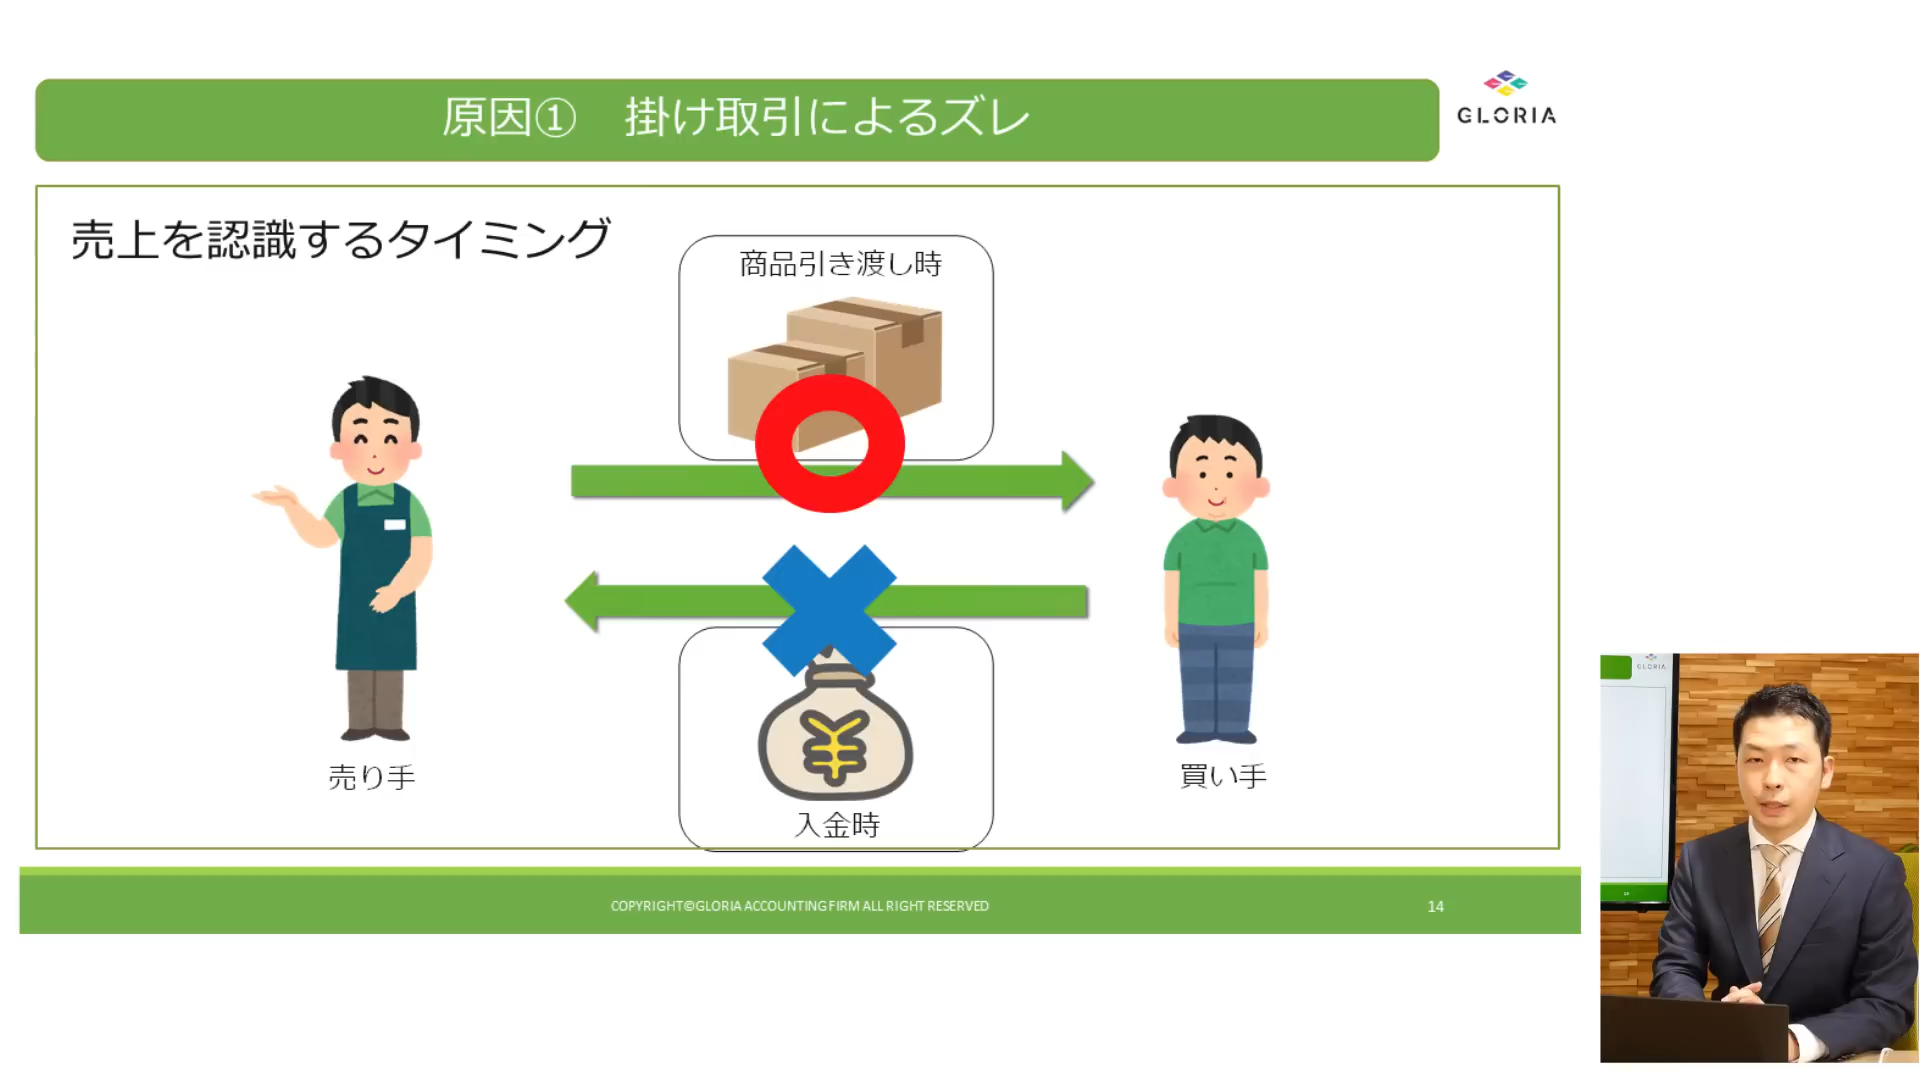 原因①　掛け取引によるズレ
GLORIA
売上を認識するタイミング
商品引き渡し時
売り手
買い手
入金時
COPYRIGHT©GLORIA ACCOUNTING FIRM ALL RIGHT RESERVED
14
GLORIA